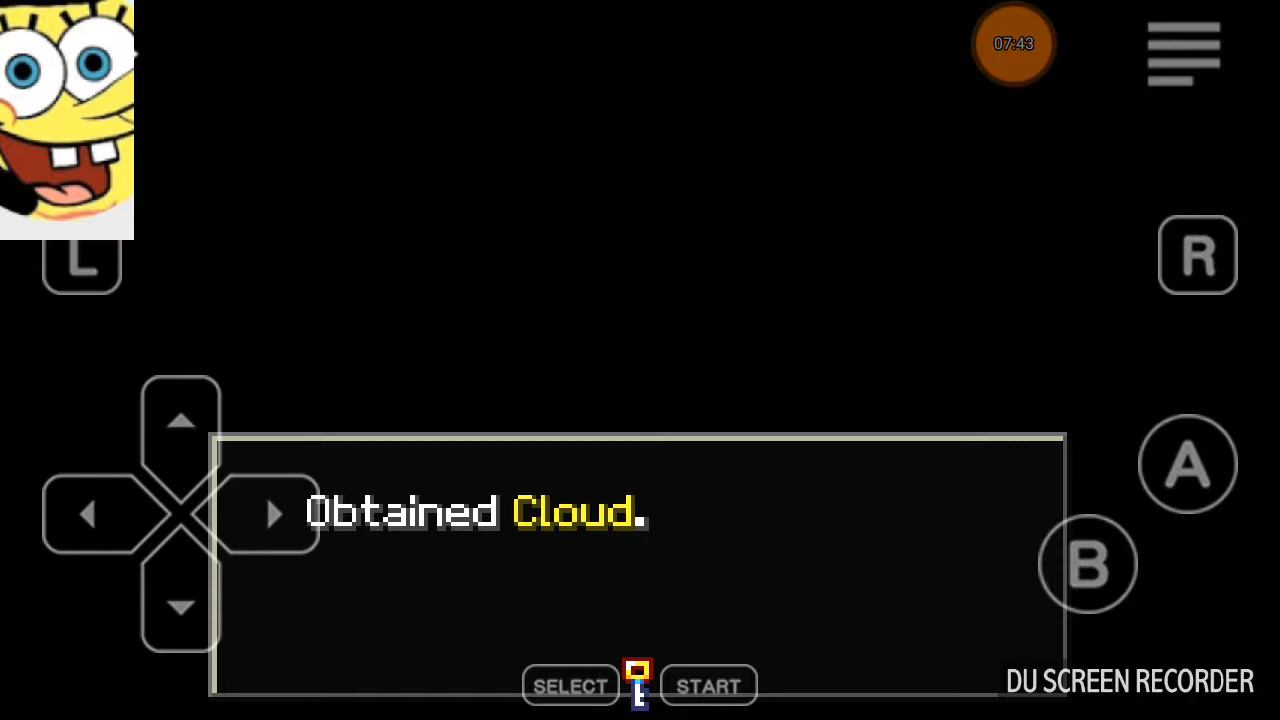 07:43
L
R
Obtained Cloud.
A
B
SELECT
START
DU SCREEN RECORDER